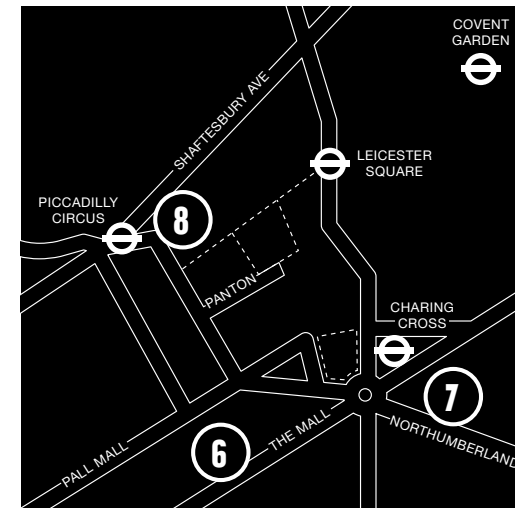 COVENT
GARDEN
SHAFTESBURY AVE
LEICESTER
SQUARE
PICCADILLY
CIRCUS
8
PANTON
CHARING
CROSS
7
6
THE MALL
PALL MALL
NORTHUMBERLAND